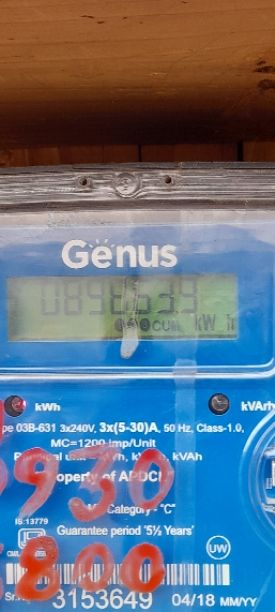 Genus
CUM kW
kWh
kVArh
03B-631 3x240V, 3x(5-30)A, 50 Hz, Class-1.0,
MC=1200 Imp/Unit
kVAh
operty of APDCL
Category - "C"
IS:13779
Guarantee period '5½ Years'
UW
930
800
3153649 04/18 MM/YY